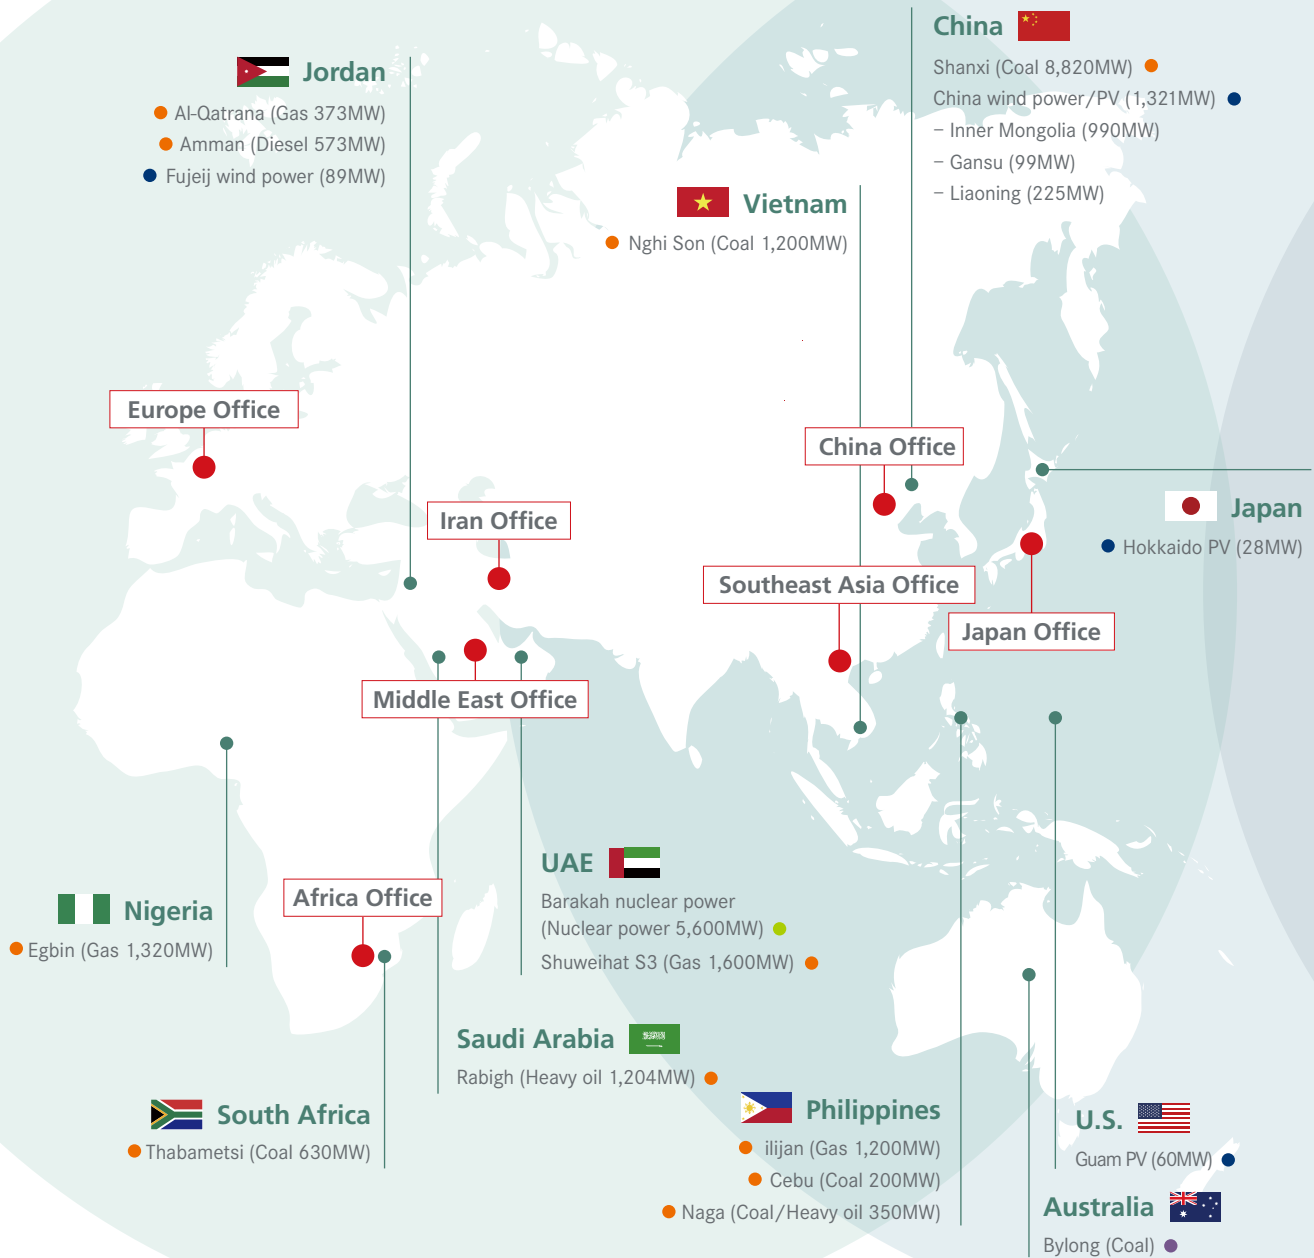 China
Shanxi (Coal 8,820MW)
China wind power/PV (1,321MW)
– Inner Mongolia (990MW)
– Gansu (99MW)
– Liaoning (225MW)
Jordan
Al-Qatrana (Gas 373MW)
Amman (Diesel 573MW)
Fujeij wind power (89MW)
Vietnam
Nghi Son (Coal 1,200MW)
Europe Office
China Office
Iran Office
Japan
Hokkaido PV (28MW)
Southeast Asia Office
Japan Office
Middle East Office
UAE
Barakah nuclear power
(Nuclear power 5,600MW)
Shuweihat S3 (Gas 1,600MW)
Africa Office
Nigeria
Egbin (Gas 1,320MW)
Saudi Arabia
Rabigh (Heavy oil 1,204MW)
South Africa
Thabametsi (Coal 630MW)
Philippines
ilijan (Gas 1,200MW)
Cebu (Coal 200MW)
Naga (Coal/Heavy oil 350MW)
U.S.
Guam PV (60MW)
Australia
Bylong (Coal)